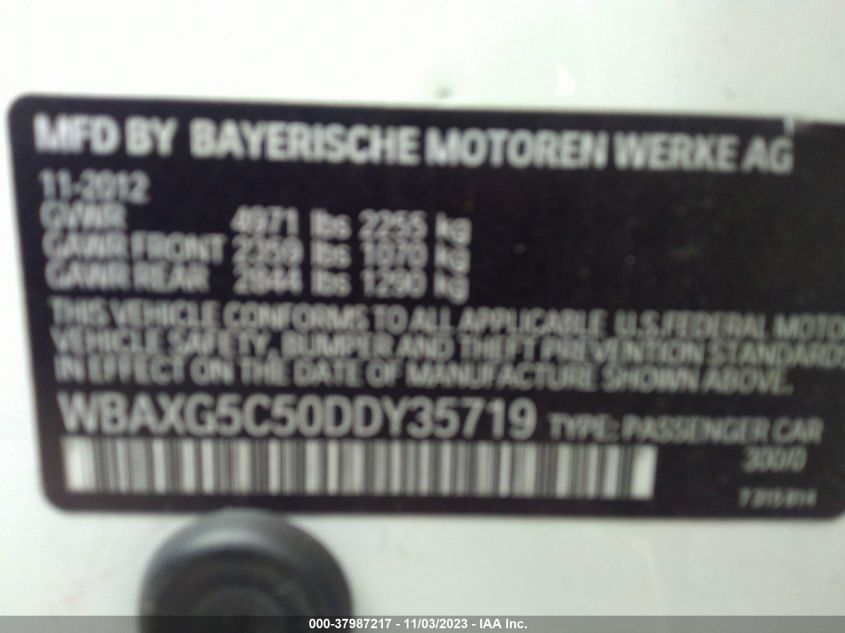 MFD BY BAYERISCHE MOTOREN WERKE AG
11-2012
GVWR 4971 lbs 2255 kg
GAWR FRONT 2359 lbs 1070 kg
GAWR REAR 2844 lbs 1290 kg
THIS VEHICLE CONFORMS TO ALL APPLICABLE U.S.FEDERAL MOTO
VEHICLE SAFETY, BUMPER AND THEFT PREVENTION STANDARDS
IN EFFECT ON THE DATE OF MANUFACTURE SHOWN ABOVE.
WBAXG5C50DDY35719 TYPE: PASSENGER CAR
300/0
000-37987217 - 11/03/2023 - IAA Inc.